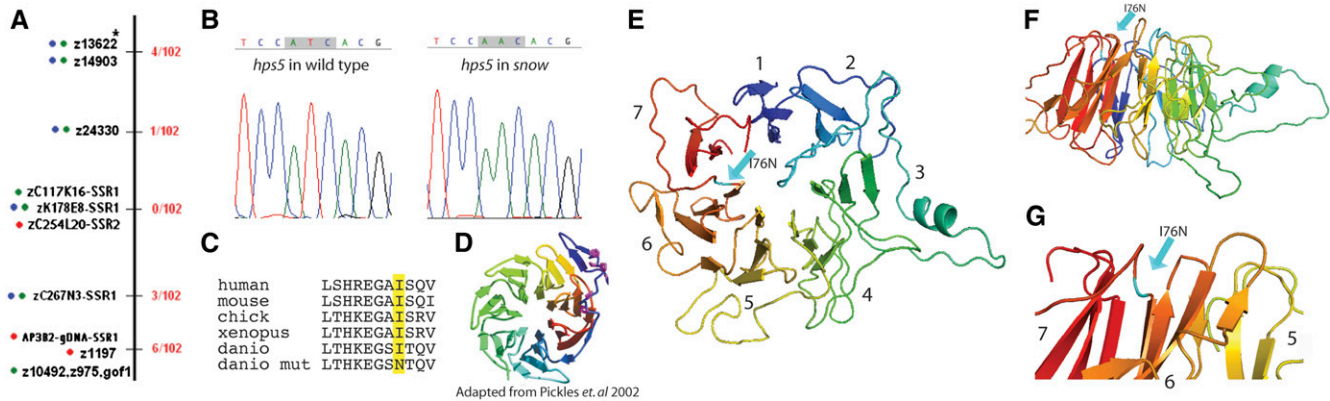 A
*
z13622
4/102
z14903
z24330
1/102
zC117K16-SSR1
zK178E8-SSR1
0/102
zC254L20-SSR2
zC267N3-SSR1
3/102
AP3B2-gDNA-SSR1
z1197
6/102
z10492,z975,gof1
B
T C C A T C A C G
T C C A A C A C G
hps5 in wild type
hps5 in snow
C
human LSHREGAISQV
mouse LSHREGAISQI
chick LTHKEGAISRV
xenopus LTHKEGAISRV
danio LTHKEGSITQV
danio mut LTHKEGSNTQV
D
Adapted from Pickles et.al 2002
E
1
2
7
I76N
3
6
5
4
F
I76N
G
I76N
7
5
6